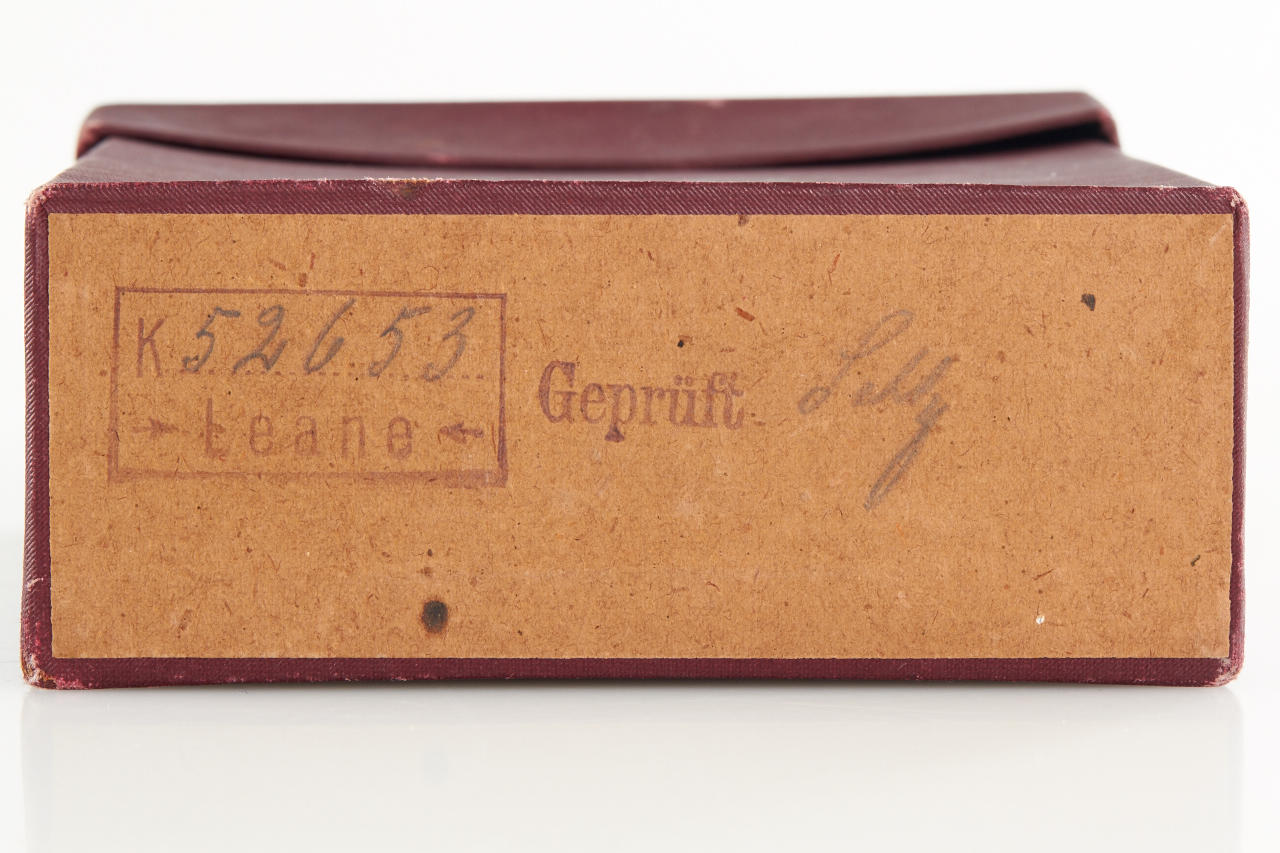 K 52653
Leane
Geprüft